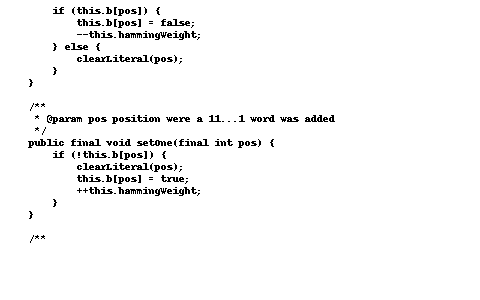 if (this.b[pos]) {
this.b[pos] = false;
--this.hammingWeight;
} else {
clearLiteral(pos);
}
}
/**
* @param pos position were a 11...1 word was added
*/
public final void setOne(final int pos) {
if (!this.b[pos]) {
clearLiteral(pos);
this.b[pos] = true;
++this.hammingWeight;
}
}
/**